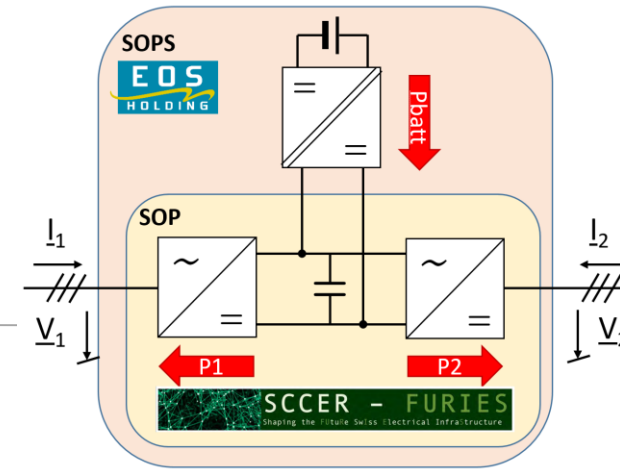 SOPS
EOS
HOLDING
Pbatt
SOP
I1
I2
V1
P1
P2
SCCER – FURIES
Shaping the FUtuRe SwIss Electrical InfraStructure